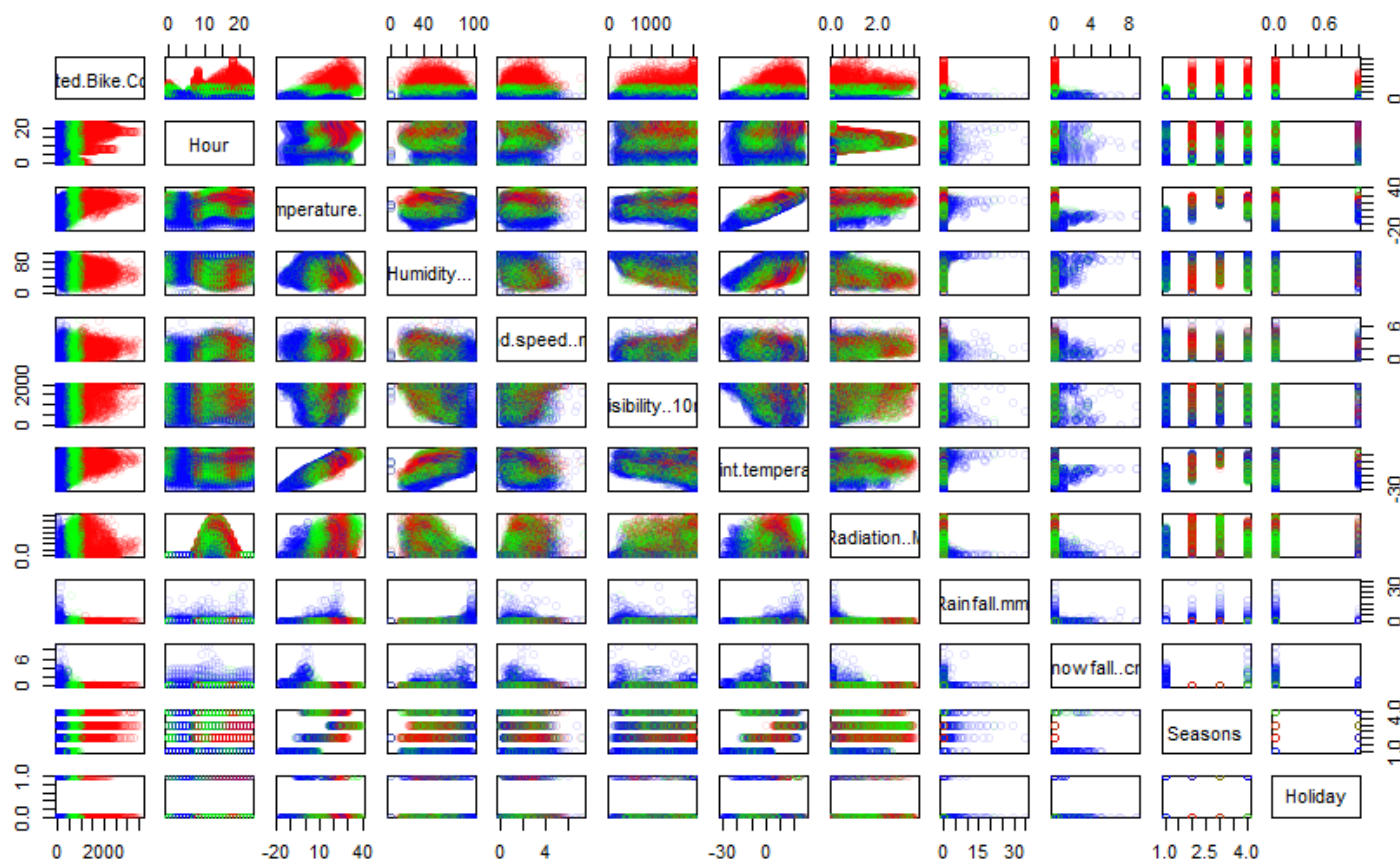 0 10 20 0 40 100 0 1000 0.0 2.0 0 4 8 0.0 0.6
ted.Bike.Co 0
0 20 Hour
mperature. -20 40
0 80 Humidity...
d.speed..r 0 6
0 2000 isibility..10r
int.tempera -30
0.0 Radiation..M
Rainfall.mm 0 30
0 6 nowfall..cr
Seasons 1.0 4.0
0.0 1.0 Holiday
0 2000 -20 10 40 0 4 -30 0 0 15 30 1.0 2.5 4.0